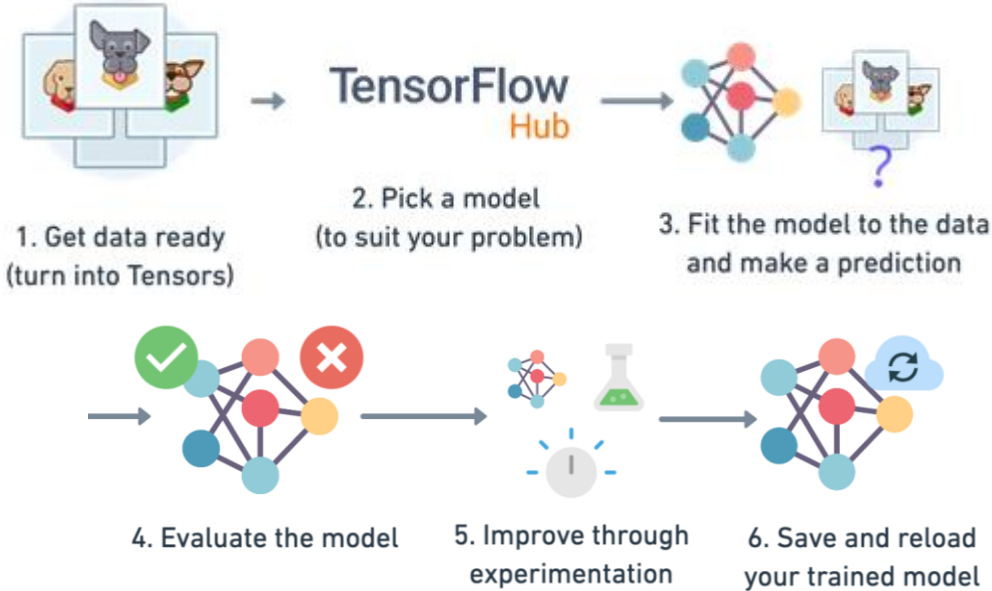 TensorFlow
Hub
1. Get data ready
(turn into Tensors)
2. Pick a model
(to suit your problem)
?
3. Fit the model to the data
and make a prediction
4. Evaluate the model
5. Improve through
experimentation
6. Save and reload
your trained model